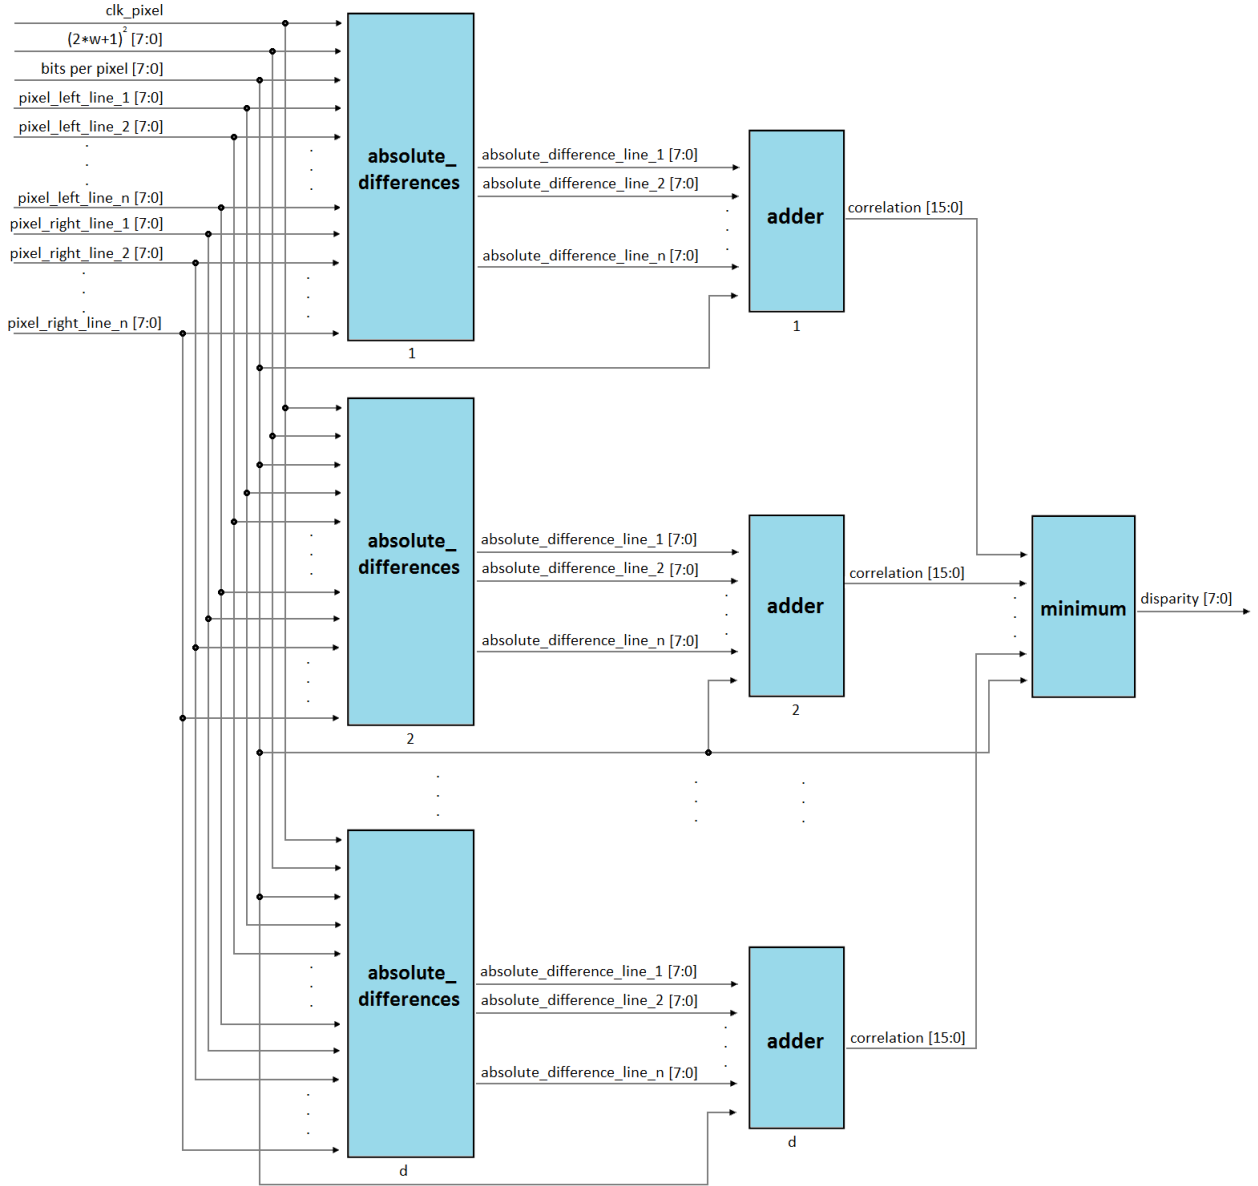 clk_pixel
(2*w+1)² [7:0]
bits per pixel [7:0]
pixel_left_line_1 [7:0]
pixel_left_line_2 [7:0]
pixel_left_line_n [7:0]
pixel_right_line_1 [7:0]
pixel_right_line_2 [7:0]
pixel_right_line_n [7:0]
absolute_
differences
1
absolute_difference_line_1 [7:0]
absolute_difference_line_2 [7:0]
absolute_difference_line_n [7:0]
adder
1
correlation [15:0]
absolute_
differences
2
absolute_difference_line_1 [7:0]
absolute_difference_line_2 [7:0]
absolute_difference_line_n [7:0]
adder
2
correlation [15:0]
minimum
disparity [7:0]
absolute_
differences
d
absolute_difference_line_1 [7:0]
absolute_difference_line_2 [7:0]
absolute_difference_line_n [7:0]
adder
d
correlation [15:0]